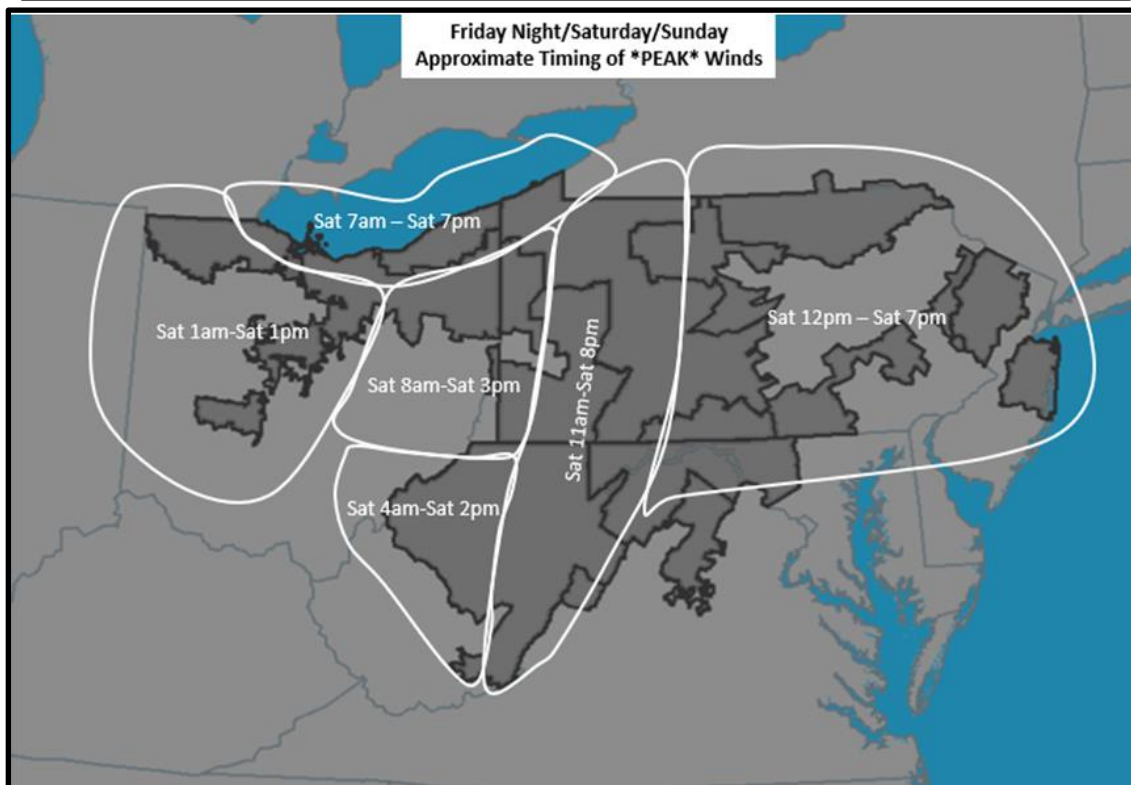 Friday Night/Saturday/Sunday
Approximate Timing of *PEAK* Winds
Sat 7am – Sat 7pm
Sat 1am-Sat 1pm
Sat 12pm – Sat 7pm
Sat 8am-Sat 3pm
Sat 11am-Sat 8pm
Sat 4am-Sat 2pm